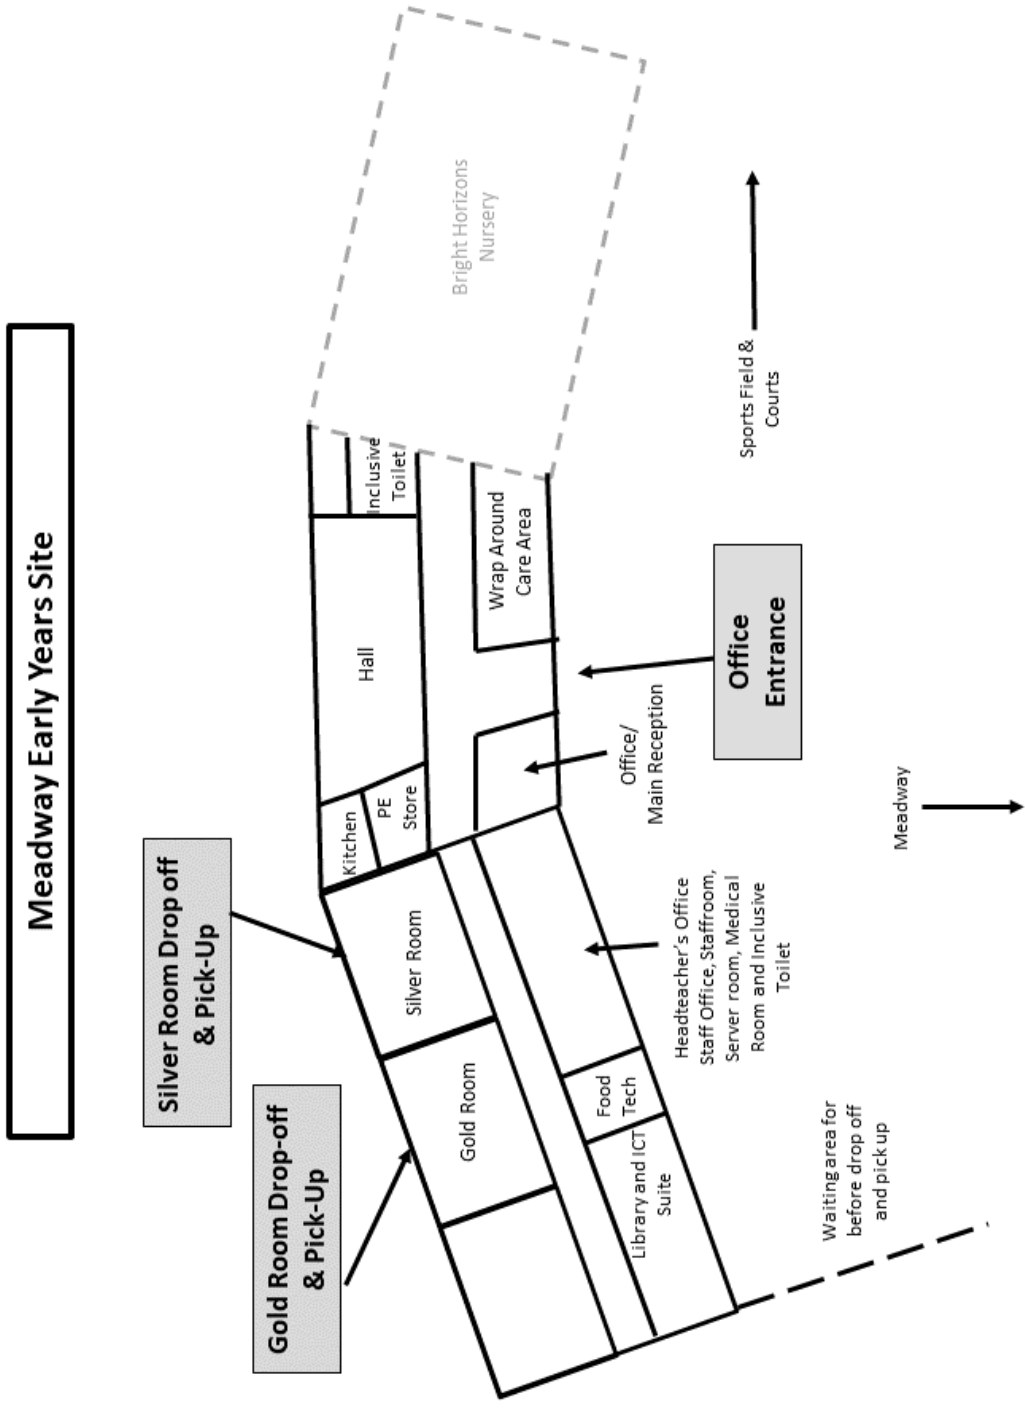 Meadway Early Years Site
Silver Room Drop off
& Pick-Up
Gold Room Drop-off
& Pick-Up
Bright Horizons
Nursery
Inclusive
Toilet
Hall
Kitchen
PE
Store
Wrap Around
Care Area
Silver Room
Gold Room
Office/
Main Reception
Office
Entrance
Sports Field &
Courts
Food
Tech
Library and ICT
Suite
Headteacher's Office
Staff Office, Staffroom,
Server room, Medical
Room and Inclusive
Toilet
Waiting area for
before drop off
and pick up
Meadway